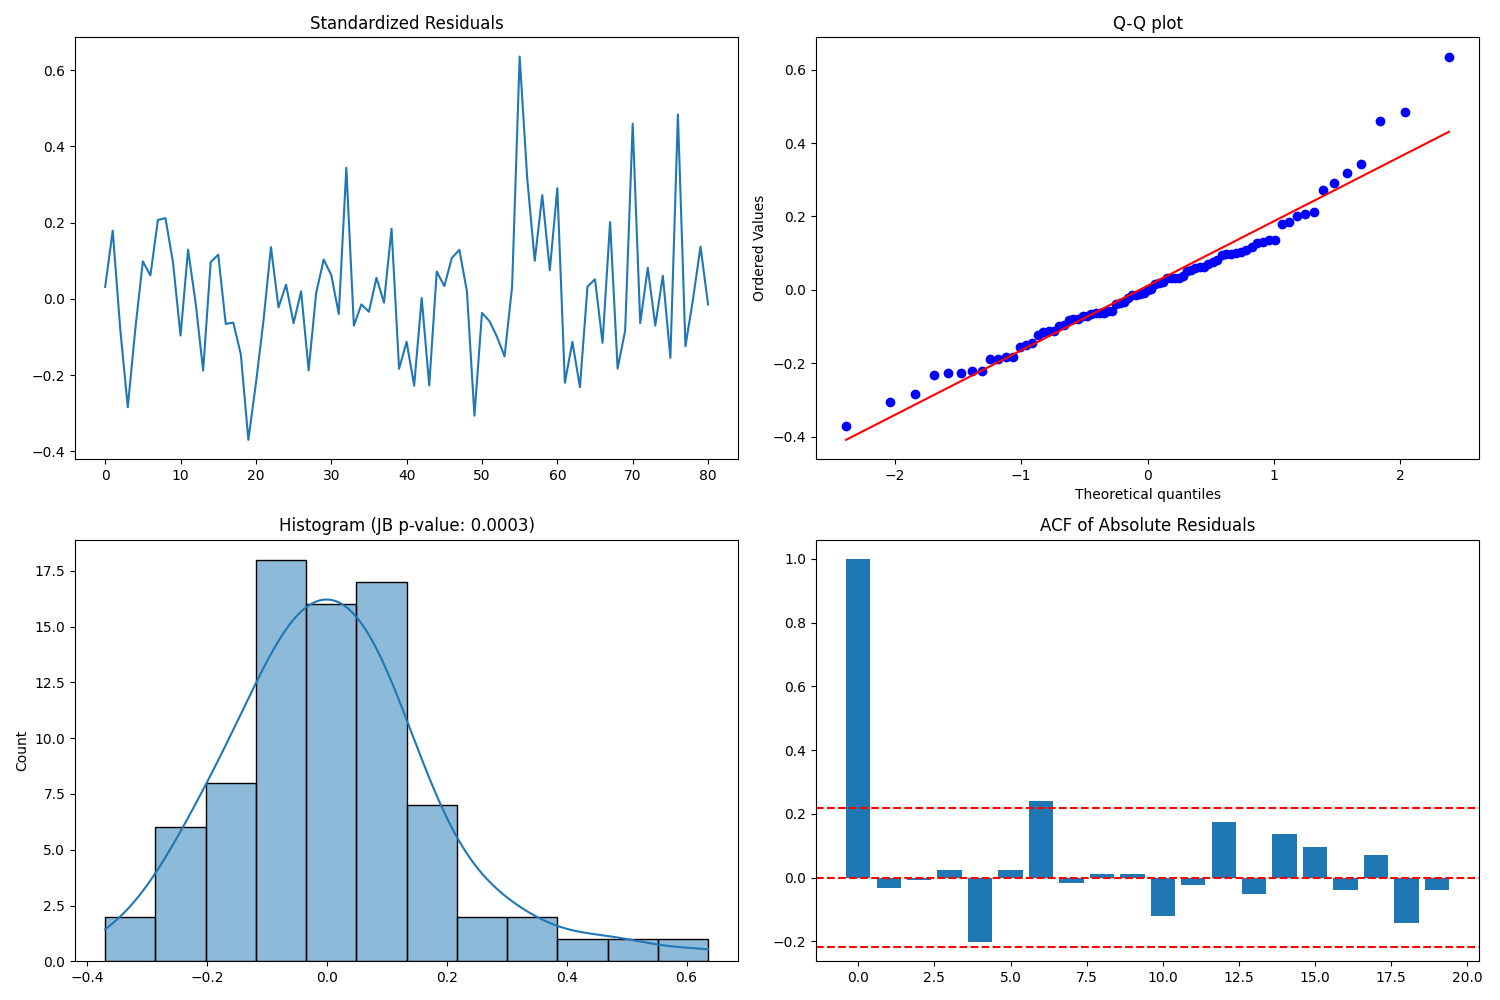 Standardized Residuals
0.6
0.4
0.2
0.0
−0.2
−0.4
0 10 20 30 40 50 60 70 80
Q-Q plot
Ordered Values
0.6
0.4
0.2
0.0
−0.2
−0.4
−2 −1 0 1 2
Theoretical quantiles
Histogram (JB p-value: 0.0003)
Count
17.5
15.0
12.5
10.0
7.5
5.0
2.5
0.0
−0.4 −0.2 0.0 0.2 0.4 0.6
ACF of Absolute Residuals
1.0
0.8
0.6
0.4
0.2
0.0
−0.2
0.0 2.5 5.0 7.5 10.0 12.5 15.0 17.5 20.0